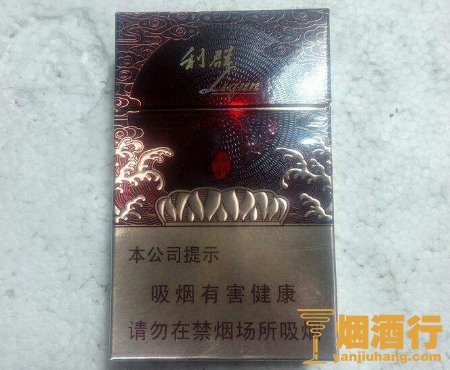 利群
Liqun
本公司提示
吸烟有害健康
请勿在禁烟场所吸烟
烟酒行
yanjiuhang.com